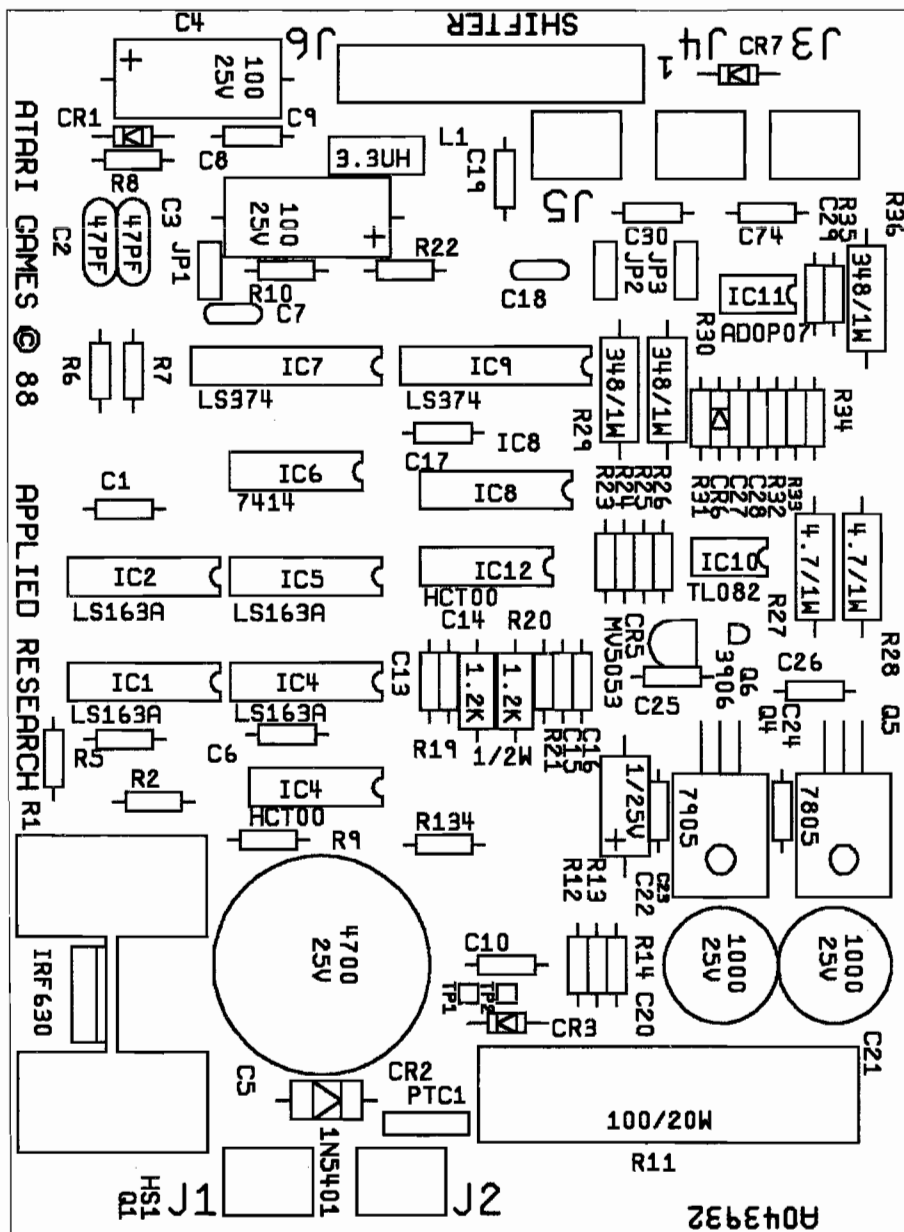 C4
J6
SHIFTER
1
J4
CR7
J3
+
100
25V
CR1
C9
C8
R8
L1
3.3UH
C19
J5
ATARI GAMES © 88
C2
47PF
47PF
C3
JP1
100
25V
+
R22
R10
C7
C18
C30
JP2
JP3
C74
C29
R35
R36
IC11
ADOP07
348/1W
R6
R7
IC7
LS374
IC9
LS374
348/1W
348/1W
R30
R29
R34
C17
IC8
IC8
IC6
7414
C1
R23
R24
R25
R26
R31
CR6
C27
C28
R32
R33
4.7/1W
4.7/1W
APPLIED RESEARCH
IC2
LS163A
IC5
LS163A
IC12
HCT00
IC10
TL082
R27
R28
C14
R20
C13
1.2K
1.2K
1/2W
R19
R21
C15
C16
CR5
MV5053
C25
Q6
3906
C26
Q4
C24
Q5
IC1
LS163A
IC4
LS163A
R5
C6
R1
R2
IC4
HCT00
R9
R134
1/25V
+
7905
7805
R12
R13
C22
C23
IRF630
4700
25V
C10
TP1
TP2
CR3
R14
C20
1000
25V
1000
25V
C21
C5
CR2
PTC1
1N5401
100/20W
R11
HS1
Q1
J1
J2
A043932